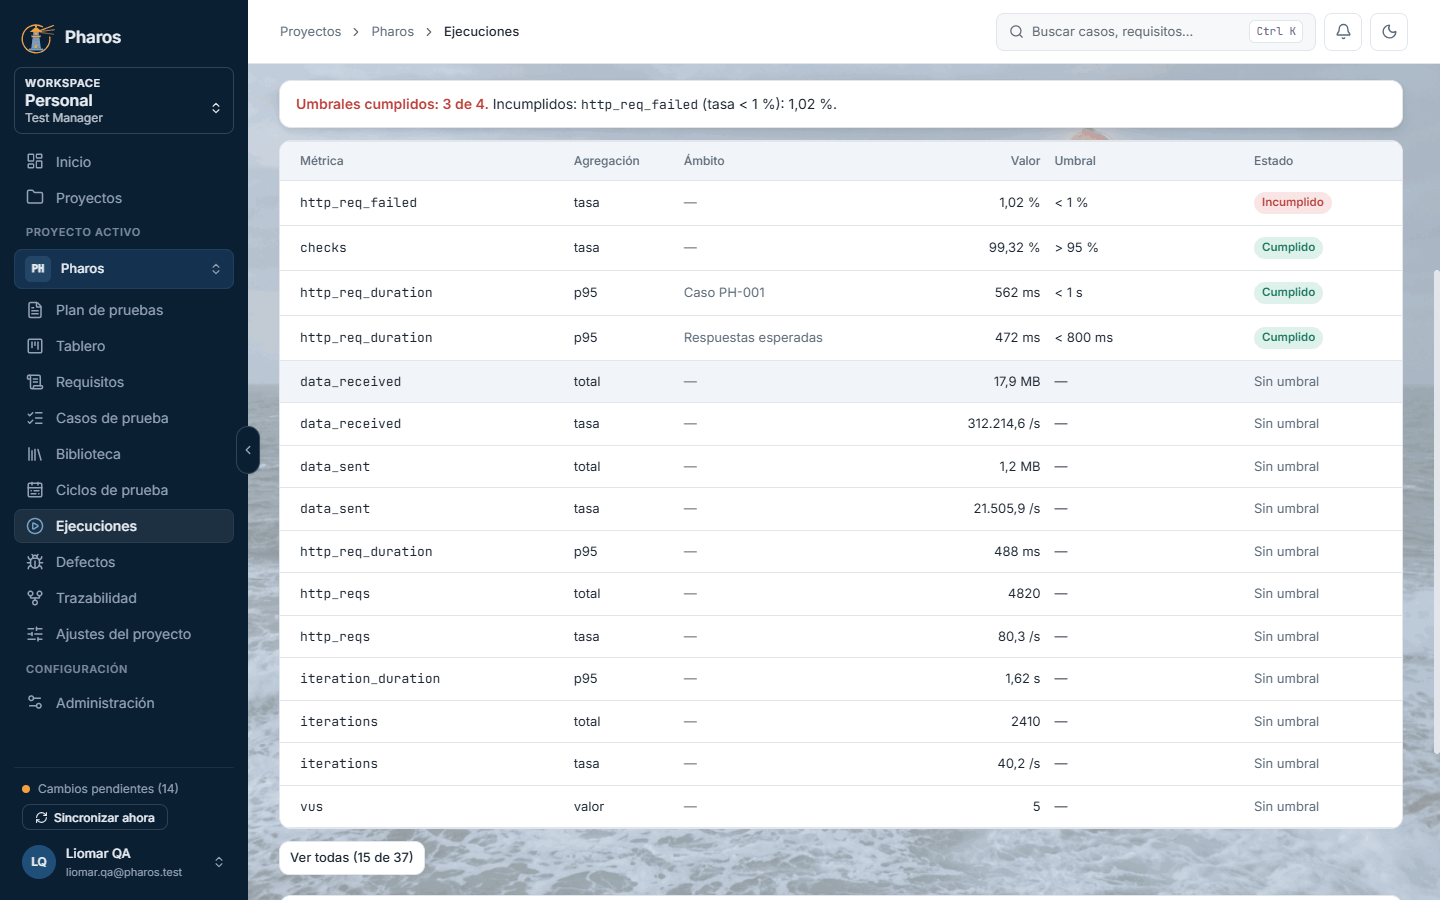 Pharos
WORKSPACE
Personal
Test Manager
Inicio
Proyectos
PROYECTO ACTIVO
PH Pharos
Plan de pruebas
Tablero
Requisitos
Casos de prueba
Biblioteca
Ciclos de prueba
Ejecuciones
Defectos
Trazabilidad
Ajustes del proyecto
CONFIGURACIÓN
Administración
Cambios pendientes (14)
Sincronizar ahora
LQ Liomar QA
liomar.qa@pharos.test
Proyectos > Pharos > Ejecuciones
Buscar casos, requisitos... Ctrl K
Umbrales cumplidos: 3 de 4. Incumplidos: http_req_failed (tasa < 1 %): 1,02 %.
Métrica Agregación Ámbito Valor Umbral Estado
http_req_failed tasa — 1,02 % < 1 % Incumplido
checks tasa — 99,32 % > 95 % Cumplido
http_req_duration p95 Caso PH-001 562 ms < 1 s Cumplido
http_req_duration p95 Respuestas esperadas 472 ms < 800 ms Cumplido
data_received total — 17,9 MB — Sin umbral
data_received tasa — 312.214,6 /s — Sin umbral
data_sent total — 1,2 MB — Sin umbral
data_sent tasa — 21.505,9 /s — Sin umbral
http_req_duration p95 — 488 ms — Sin umbral
http_reqs total — 4820 — Sin umbral
http_reqs tasa — 80,3 /s — Sin umbral
iteration_duration p95 — 1,62 s — Sin umbral
iterations total — 2410 — Sin umbral
iterations tasa — 40,2 /s — Sin umbral
vus valor — 5 — Sin umbral
Ver todas (15 de 37)